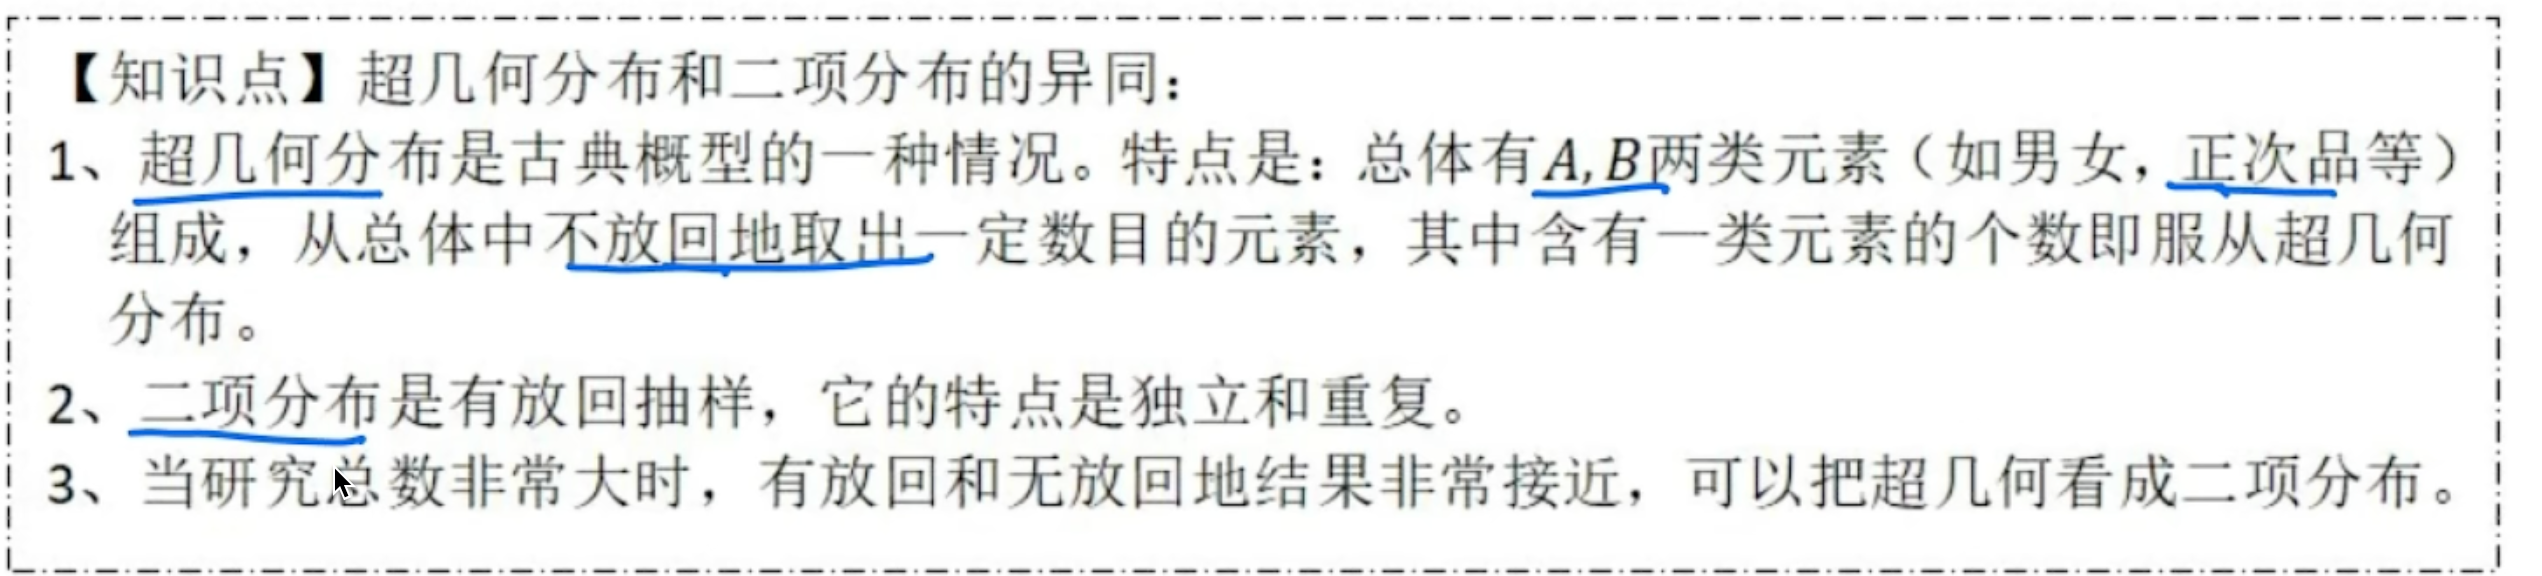 【知识点】超几何分布和二项分布的异同：
1、超几何分布是古典概型的一种情况。特点是：总体有A,B两类元素（如男女，正次品等）
组成，从总体中不放回地取出一定数目的元素，其中含有一类元素的个数即服从超几何
分布。
2、二项分布是有放回抽样，它的特点是独立和重复。
3、当研究总数非常大时，有放回和无放回地结果非常接近，可以把超几何看成二项分布。